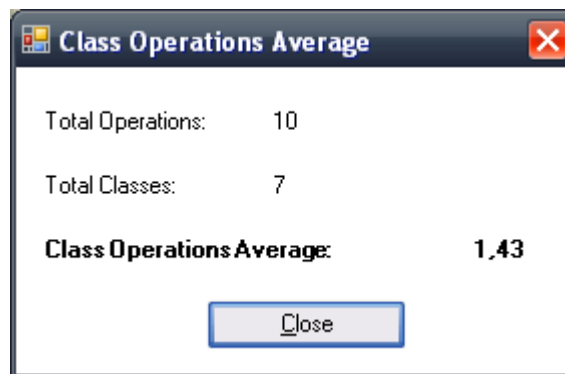 Class Operations Average
Total Operations: 10
Total Classes: 7
Class Operations Average: 1,43
Close